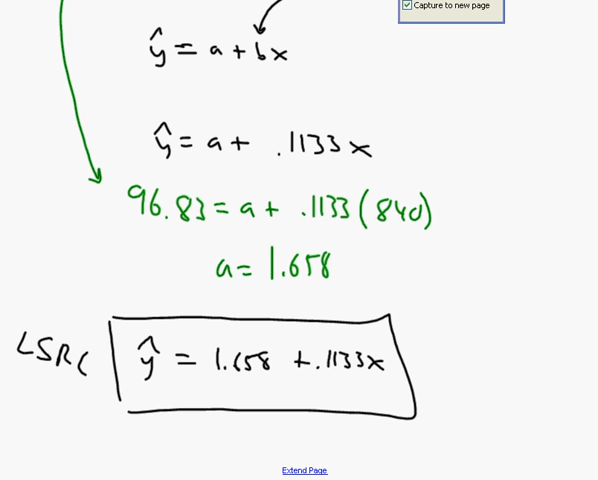 Capture to new page
ŷ = a + bx
ŷ = a + .1133x
96.83 = a + .1133(840)
a = 1.658
LSRL ŷ = 1.658 + .1133x
Extend Page